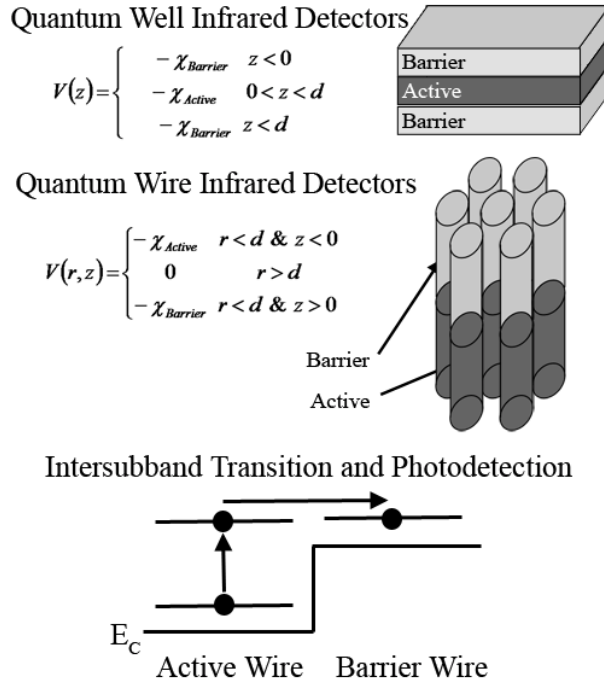 Quantum Well Infrared Detectors
V(z)={ -χBarrier z<0
-χActive 0<z<d
-χBarrier z<d
Barrier
Active
Barrier
Quantum Wire Infrared Detectors
V(r,z)={ -χActive r<d & z<0
0 r>d
-χBarrier r<d & z>0
Barrier
Active
Intersubband Transition and Photodetection
EC
Active Wire Barrier Wire